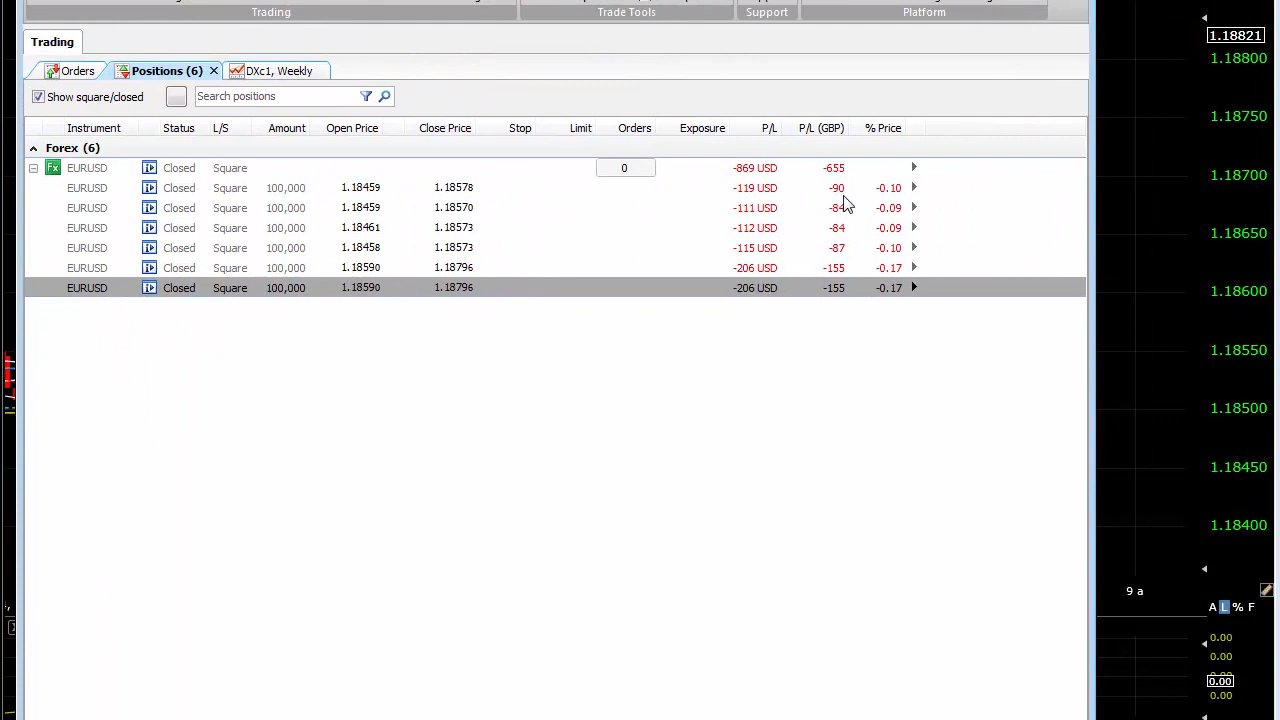 Trading Trade Tools Support Platform
Trading
Orders Positions (6) DXc1, Weekly
Show square/closed Search positions
Instrument Status L/S Amount Open Price Close Price Stop Limit Orders Exposure P/L P/L (GBP) % Price
Forex (6)
Fx EURUSD Closed Square 0 -869 USD -655
EURUSD Closed Square 100,000 1.18459 1.18578 -119 USD -90 -0.10
EURUSD Closed Square 100,000 1.18459 1.18570 -111 USD -84 -0.09
EURUSD Closed Square 100,000 1.18461 1.18573 -112 USD -84 -0.09
EURUSD Closed Square 100,000 1.18458 1.18573 -115 USD -87 -0.10
EURUSD Closed Square 100,000 1.18590 1.18796 -206 USD -155 -0.17
EURUSD Closed Square 100,000 1.18590 1.18796 -206 USD -155 -0.17
1.18821
1.18800
1.18750
1.18700
1.18650
1.18600
1.18550
1.18500
1.18450
1.18400
9 a
A L % F
0.00
0.00
0.00
0.00